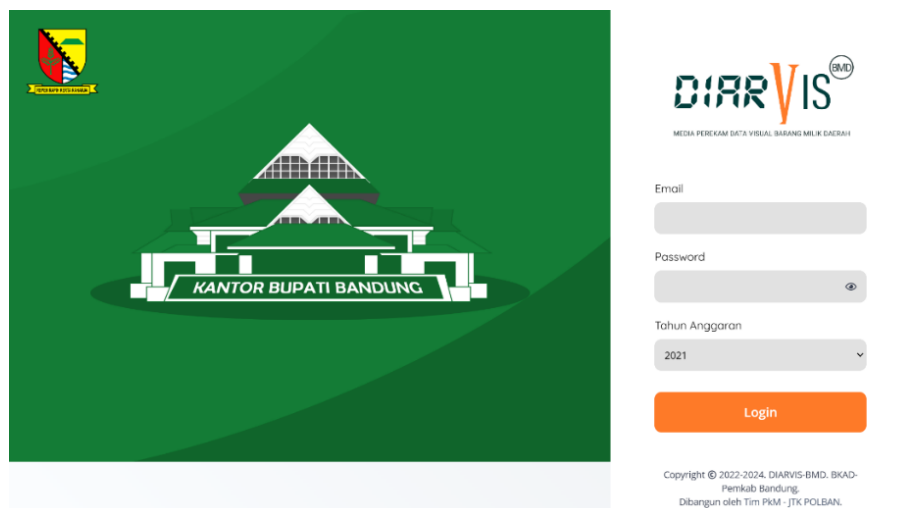 DIARVIS
BMD
MEDIA PEREKAM DATA VISUAL BARANG MILIK DAERAH
KANTOR BUPATI BANDUNG
Email
Password
Tahun Anggaran
2021
Login
Copyright © 2022-2024. DIARVIS-BMD. BKAD-
Pemkab Bandung.
Dibangun oleh Tim PkM - JTK POLBAN.